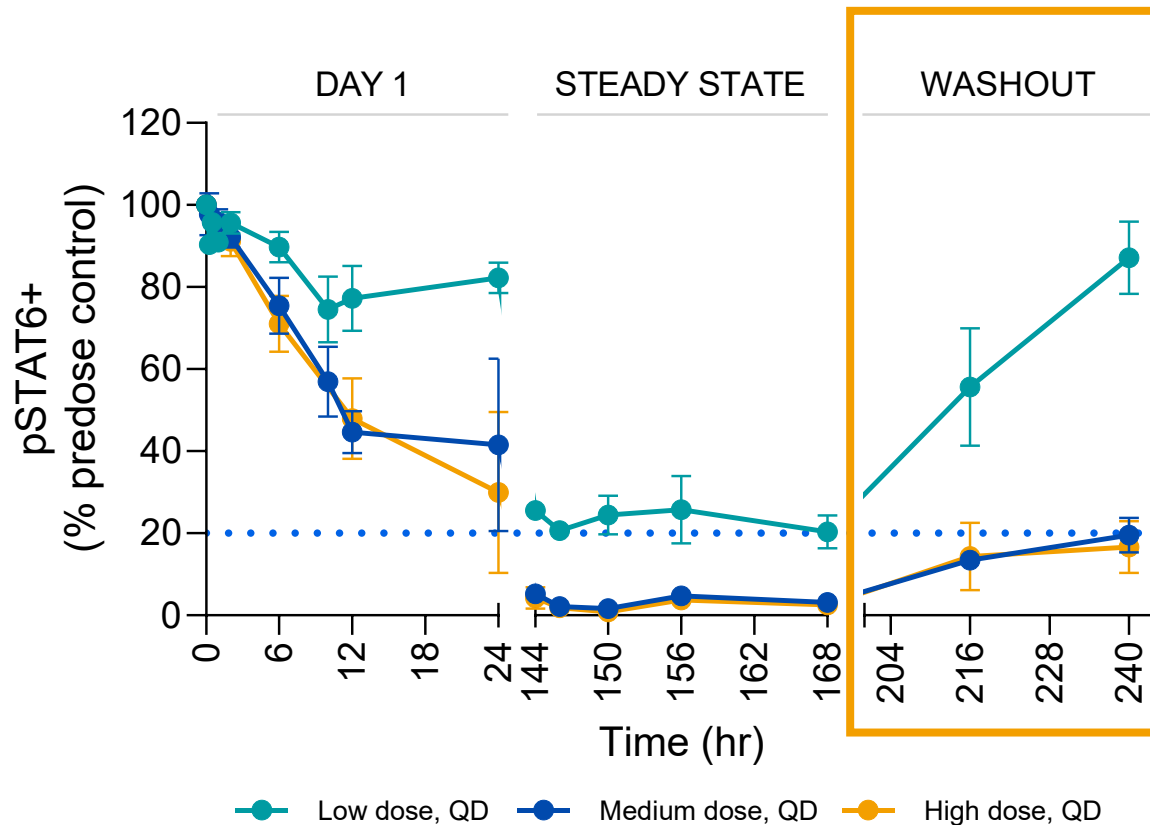 DAY 1
STEADY STATE
WASHOUT
pSTAT6+
(% predose control)
120
100
80
60
40
20
0
0 6 12 18 24 144 150 156 162 168 204 216 228 240
Time (hr)
Low dose, QD
Medium dose, QD
High dose, QD